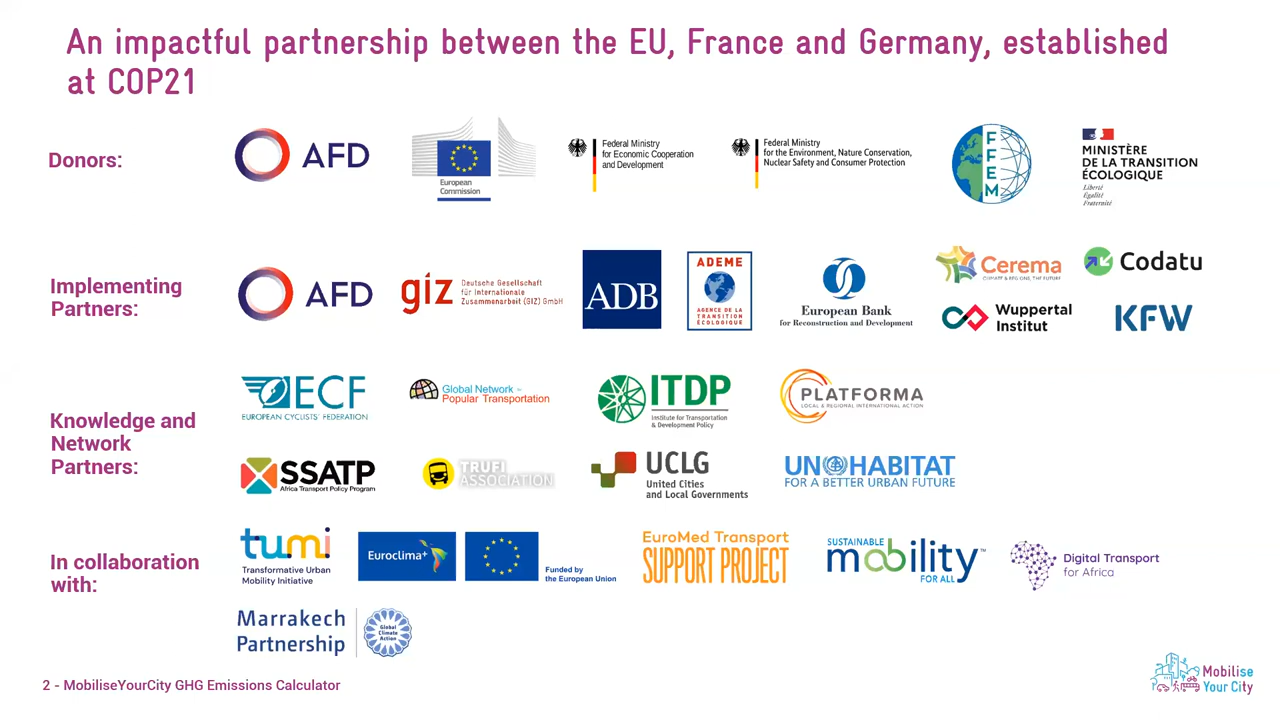 An impactful partnership between the EU, France and Germany, established
at COP21
Donors:
AFD
European
Commission
Federal Ministry
for Economic Cooperation
and Development
Federal Ministry
for the Environment, Nature Conservation,
Nuclear Safety and Consumer Protection
FFEM
MINISTÈRE
DE LA TRANSITION
ÉCOLOGIQUE
Liberté
Égalité
Fraternité
Implementing
Partners:
AFD
giz
Deutsche Gesellschaft
für Internationale
Zusammenarbeit (GIZ) GmbH
ADB
ADEME
AGENCE DE LA
TRANSITION
ÉCOLOGIQUE
European Bank
for Reconstruction and Development
Cerema
CLIMATE & REGIONS, THE FUTURE
Codatu
Wuppertal
Institut
KFW
Knowledge and
Network
Partners:
ECF
EUROPEAN CYCLISTS' FEDERATION
Global Network –
Popular Transportation
ITDP
Institute for Transportation
& Development Policy
PLATFORMA
LOCAL & REGIONAL INTERNATIONAL ACTION
SSATP
Africa Transport Policy Program
TRUFI
ASSOCIATION
UCLG
United Cities
and Local Governments
UN HABITAT
FOR A BETTER URBAN FUTURE
In collaboration
with:
tumi
Transformative Urban
Mobility Initiative
Euroclima+
Funded by
the European Union
EuroMed Transport
SUPPORT PROJECT
SUSTAINABLE
mobility™
FOR ALL
Digital Transport
for Africa
Marrakech
Partnership
Global
Climate
Action
2 - MobiliseYourCity GHG Emissions Calculator
Mobilise
Your City